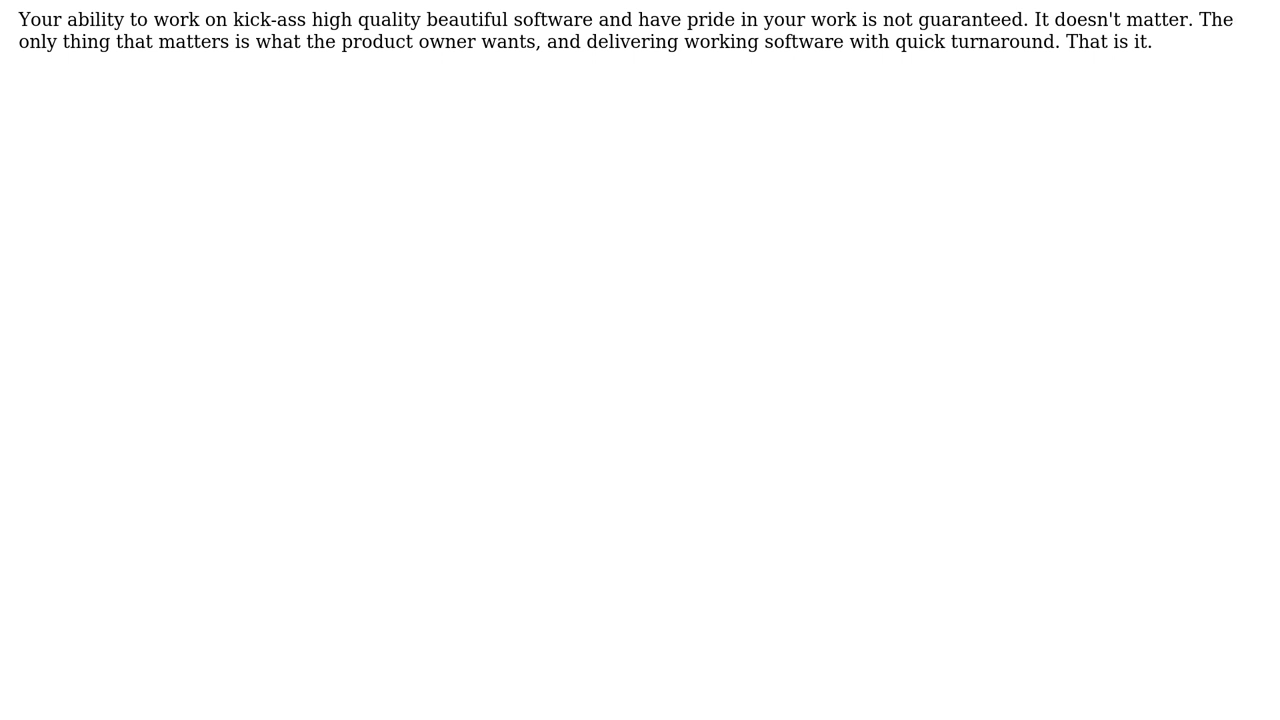 Your ability to work on kick-ass high quality beautiful software and have pride in your work is not guaranteed. It doesn't matter. The
only thing that matters is what the product owner wants, and delivering working software with quick turnaround. That is it.